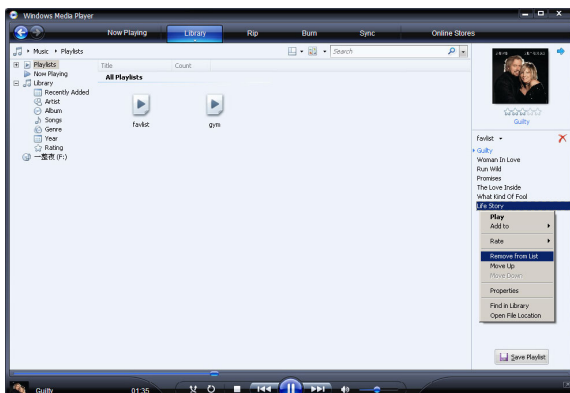 Windows Media Player
Now Playing Library Rip Burn Sync Online Stores
Music Playlists Search
Playlists
Now Playing
Library
Recently Added
Artist
Album
Songs
Genre
Year
Rating
一整夜 (F:)
Title Count
All Playlists
favlist gym
Guilty
favlist
Guilty
Woman In Love
Run Wild
Promises
The Love Inside
What Kind Of Fool
Life Story
Play
Add to
Rate
Remove from List
Move Up
Move Down
Properties
Find in Library
Open File Location
Save Playlist
Guilty 01:35